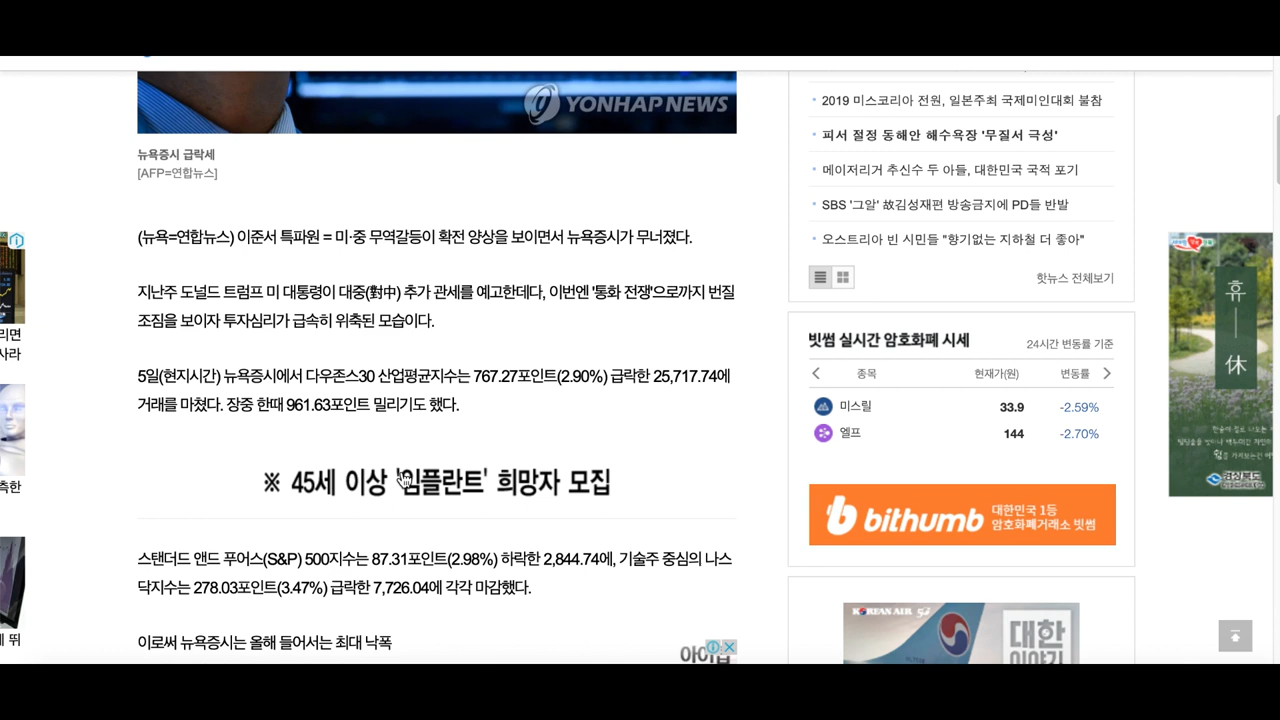 YONHAP NEWS
뉴욕증시 급락세
[AFP=연합뉴스]
(뉴욕=연합뉴스) 이준서 특파원 = 미·중 무역갈등이 확전 양상을 보이면서 뉴욕증시가 무너졌다.
지난주 도널드 트럼프 미 대통령이 대중(對中) 추가 관세를 예고한데다, 이번엔 '통화 전쟁'으로까지 번질
조짐을 보이자 투자심리가 급속히 위축된 모습이다.
5일(현지시간) 뉴욕증시에서 다우존스30 산업평균지수는 767.27포인트(2.90%) 급락한 25,717.74에
거래를 마쳤다. 장중 한때 961.63포인트 밀리기도 했다.
※ 45세 이상 '임플란트' 희망자 모집
스탠더드 앤드 푸어스(S&P) 500지수는 87.31포인트(2.98%) 하락한 2,844.74에, 기술주 중심의 나스
닥지수는 278.03포인트(3.47%) 급락한 7,726.04에 각각 마감했다.
이로써 뉴욕증시는 올해 들어서는 최대 낙폭
2019 미스코리아 전원, 일본주최 국제미인대회 불참
피서 절정 동해안 해수욕장 '무질서 극성'
메이저리거 추신수 두 아들, 대한민국 국적 포기
SBS '그알' 故김성재편 방송금지에 PD들 반발
오스트리아 빈 시민들 "향기없는 지하철 더 좋아"
핫뉴스 전체보기
빗썸 실시간 암호화폐 시세
24시간 변동률 기준
종목 현재가(원) 변동률
미스릴 33.9 -2.59%
엘프 144 -2.70%
bithumb
대한민국 1등
암호화폐거래소 빗썸
KOREAN AIR
대한
이야기
휴
休
경상북도
리면
사라
측한
세 뛰